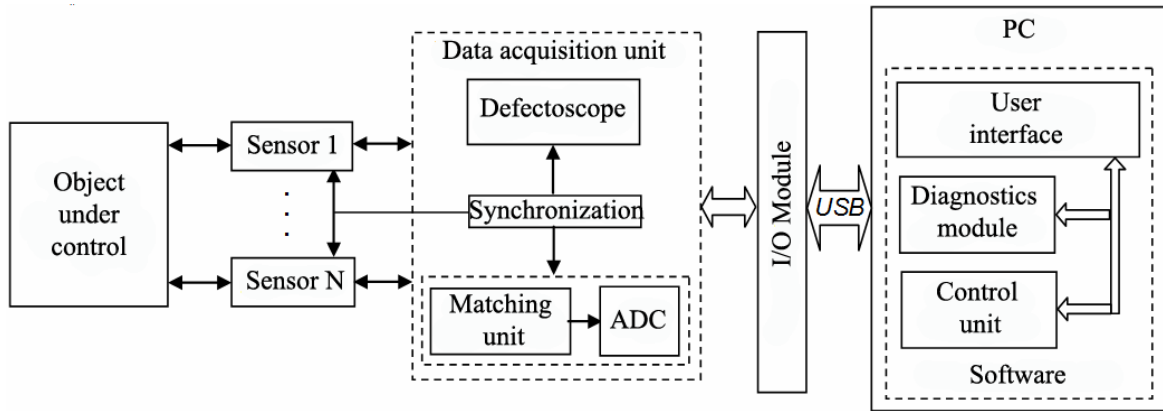 Object
under
control
Sensor 1
Sensor N
Data acquisition unit
Defectoscope
Synchronization
Matching
unit
ADC
I/O Module
USB
PC
User
interface
Diagnostics
module
Control
unit
Software